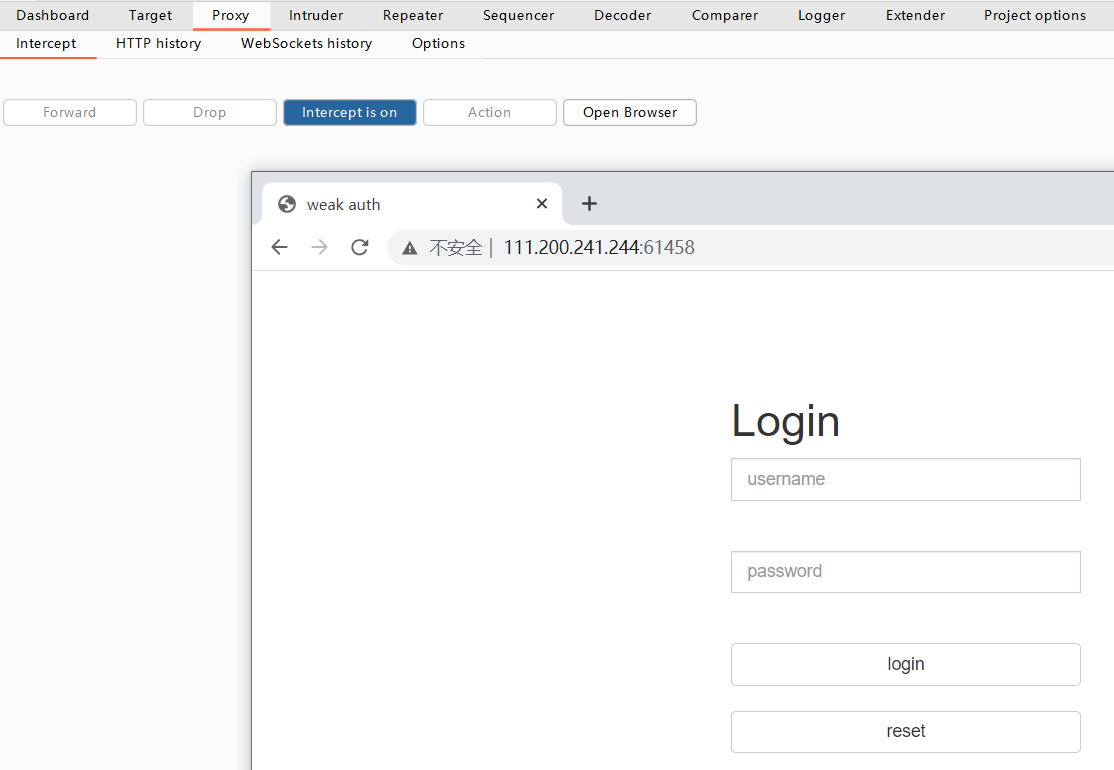 Dashboard Target Proxy Intruder Repeater Sequencer Decoder Comparer Logger Extender Project options
Intercept HTTP history WebSockets history Options
Forward Drop Intercept is on Action Open Browser
weak auth
不安全 | 111.200.241.244:61458
Login
username
password
login
reset